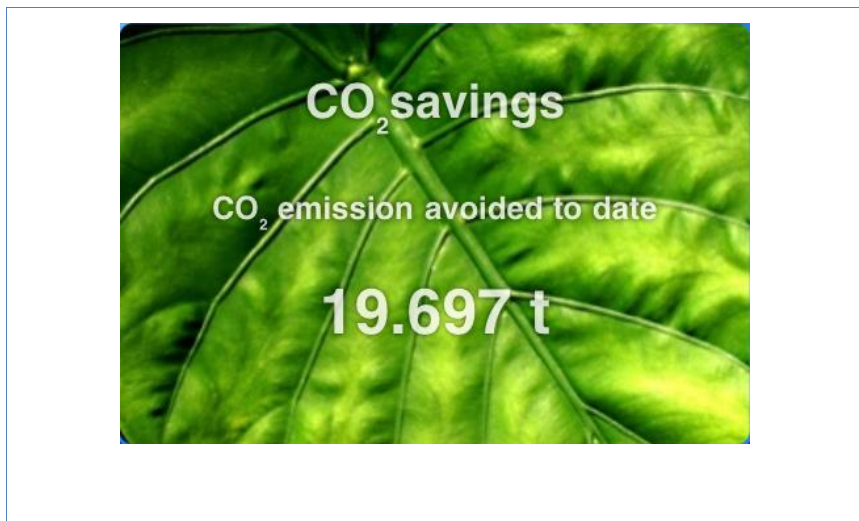 CO₂ savings
CO₂ emission avoided to date
19.697 t